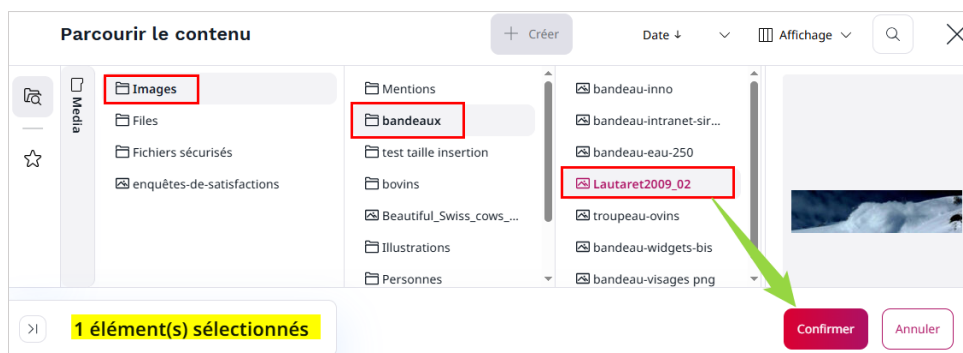 Parcourir le contenu
+ Créer
Date ↓
Affichage
Media
Images
Files
Fichiers sécurisés
enquêtes-de-satisfactions
Mentions
bandeaux
test taille insertion
bovins
Beautiful_Swiss_cows_...
Illustrations
Personnes
bandeau-inno
bandeau-intranet-sir...
bandeau-eau-250
Lautaret2009_02
troupeau-ovins
bandeau-widgets-bis
bandeau-visages png
1 élément(s) sélectionnés
Confirmer
Annuler